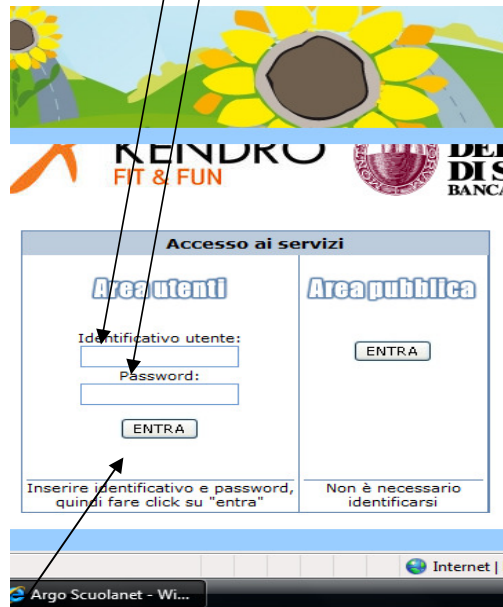 KENDRO
FIT & FUN
BANCA
Accesso ai servizi
Area utenti
Area pubblica
Identificativo utente:
Password:
ENTRA
ENTRA
Inserire identificativo e password,
quindi fare click su "entra"
Non è necessario
identificarsi
Internet |
Argo Scuolanet - Wi...